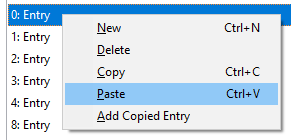 0: Entry
1: Entry
2: Entry
3: Entry
4: Entry
8: Entry
New Ctrl+N
Delete
Copy Ctrl+C
Paste Ctrl+V
Add Copied Entry